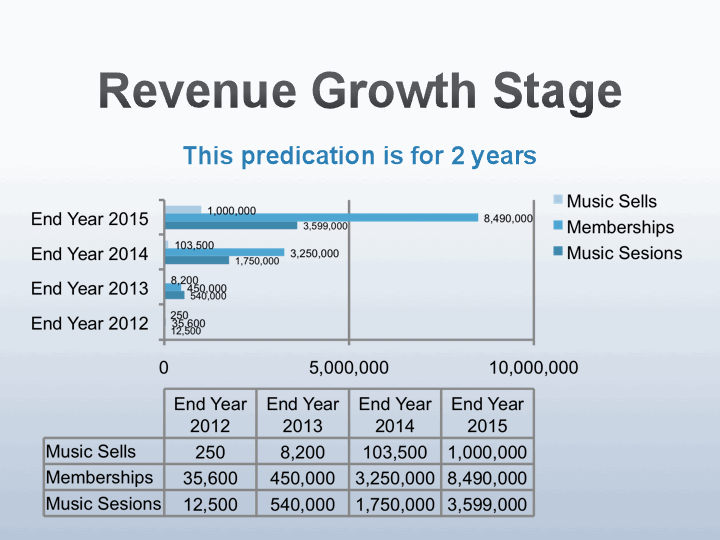 Revenue Growth Stage
This predication is for 2 years
Music Sells
Memberships
Music Sesions
End Year 2015
1,000,000
8,490,000
3,599,000
End Year 2014
103,500
3,250,000
1,750,000
End Year 2013
8,200
450,000
540,000
End Year 2012
250
35,600
12,500
0 5,000,000 10,000,000
End Year 2012 End Year 2013 End Year 2014 End Year 2015
Music Sells 250 8,200 103,500 1,000,000
Memberships 35,600 450,000 3,250,000 8,490,000
Music Sesions 12,500 540,000 1,750,000 3,599,000